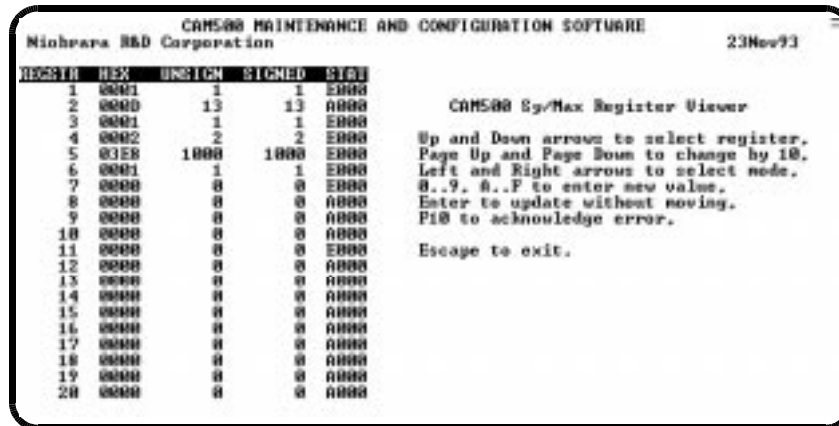 CAM500 MAINTENANCE AND CONFIGURATION SOFTWARE
Niobrara R&D Corporation 23Nov93
REGSTR HEX UNSIGN SIGNED STAT
1 0001 1 1 E000
2 000D 13 13 A000
3 0001 1 1 E000
4 0002 2 2 E000
5 03E8 1000 1000 E000
6 0001 1 1 E000
7 0000 0 0 E000
8 0000 0 0 A000
9 0000 0 0 A000
10 0000 0 0 A000
11 0000 0 0 E000
12 0000 0 0 A000
13 0000 0 0 A000
14 0000 0 0 A000
15 0000 0 0 A000
16 0000 0 0 A000
17 0000 0 0 A000
18 0000 0 0 A000
19 0000 0 0 A000
20 0000 0 0 A000
CAM500 Sy/Max Register Viewer
Up and Down arrows to select register.
Page Up and Page Down to change by 10.
Left and Right arrows to select mode.
0..9, A..F to enter new value.
Enter to update without moving.
F10 to acknowledge error.
Escape to exit.